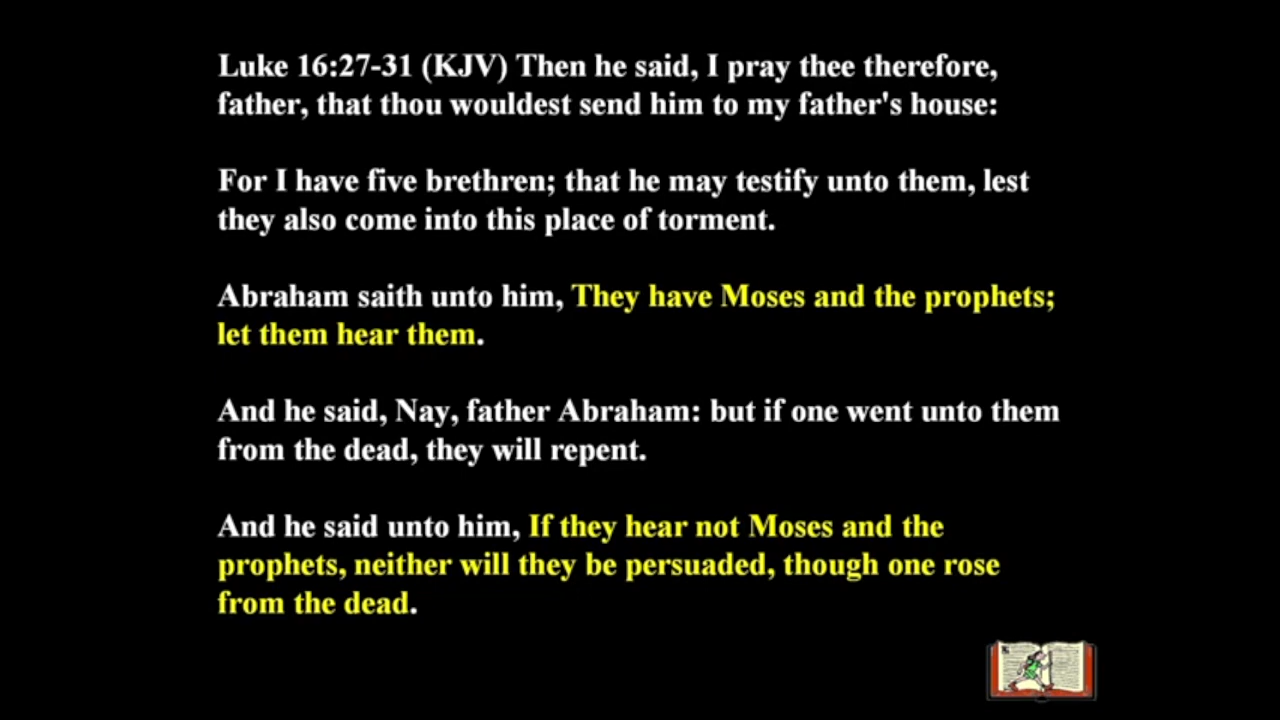 Luke 16:27-31 (KJV) Then he said, I pray thee therefore,
father, that thou wouldest send him to my father's house:
For I have five brethren; that he may testify unto them, lest
they also come into this place of torment.
Abraham saith unto him, They have Moses and the prophets;
let them hear them.
And he said, Nay, father Abraham: but if one went unto them
from the dead, they will repent.
And he said unto him, If they hear not Moses and the
prophets, neither will they be persuaded, though one rose
from the dead.